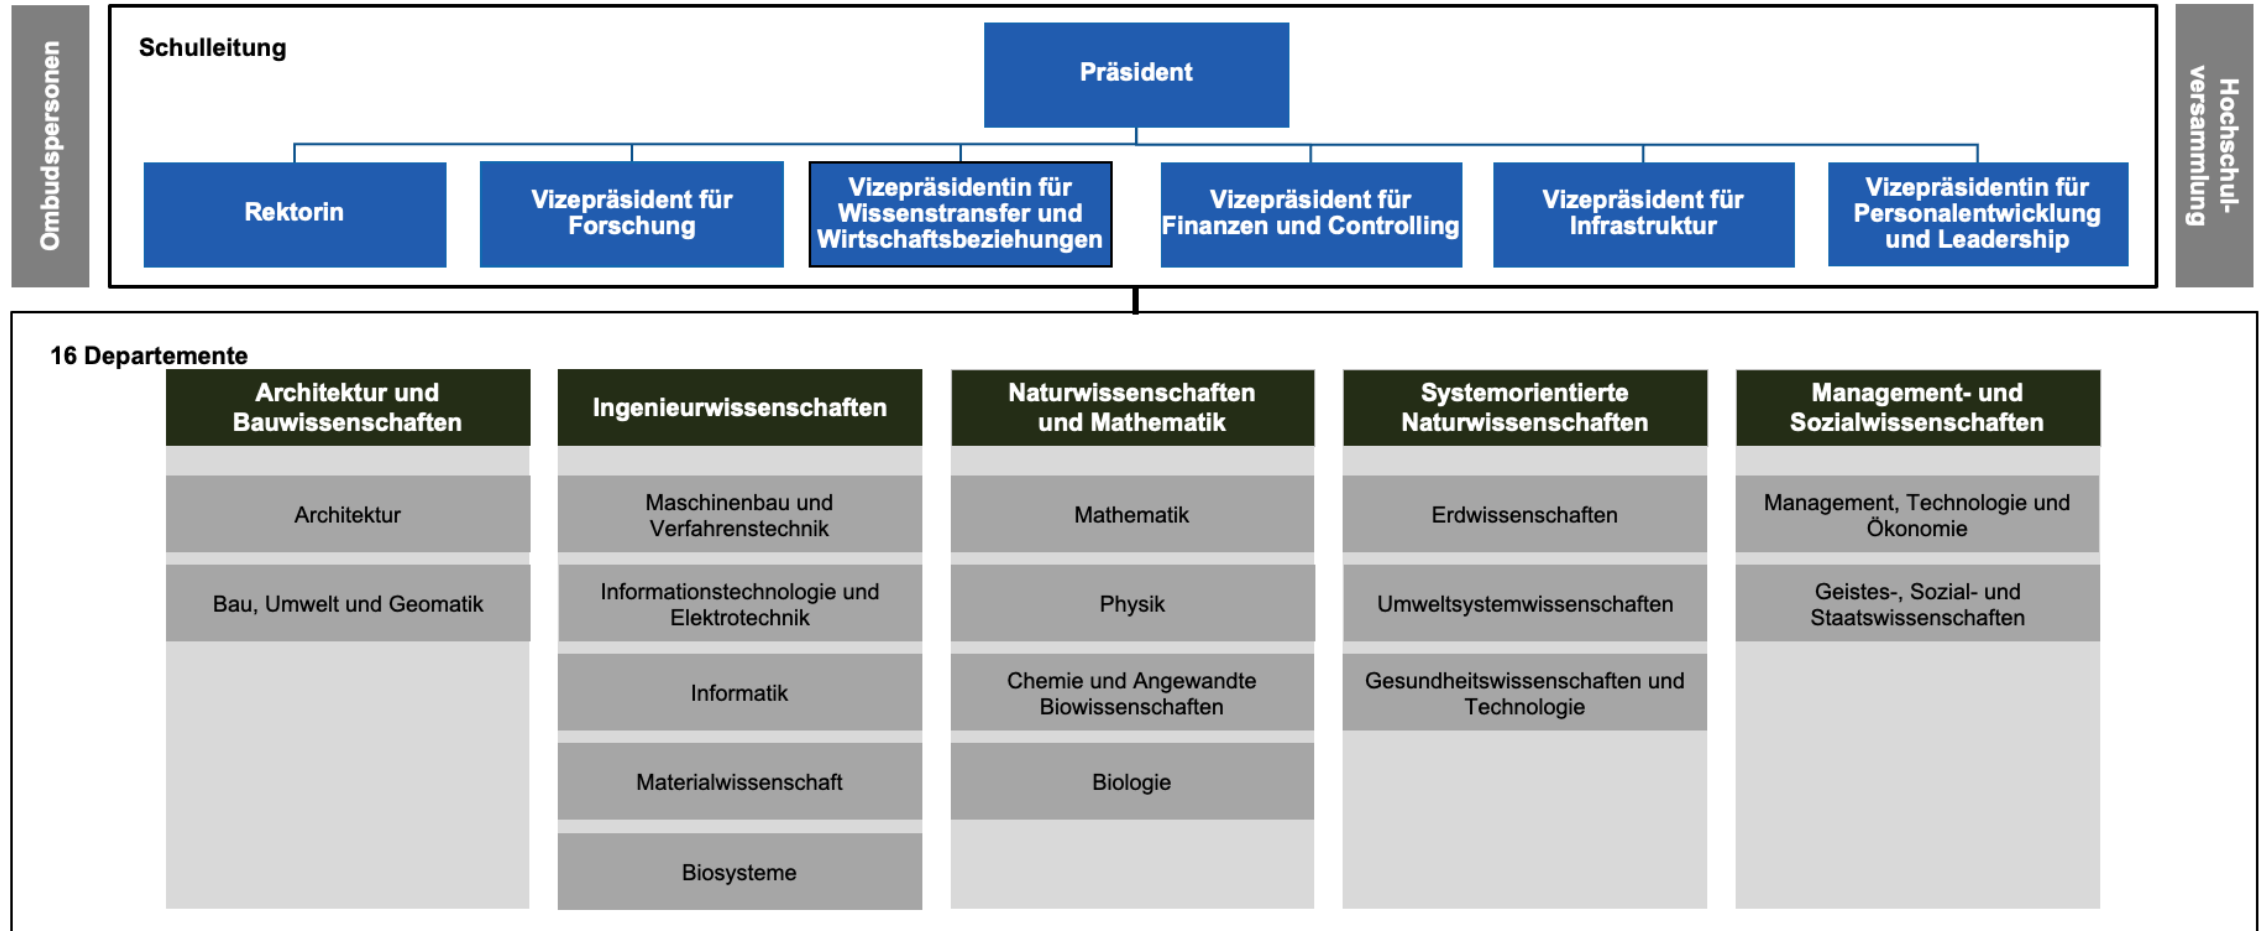 Ombudspersonen
Schulleitung
Präsident
Hochschul-
versammlung
Rektorin
Vizepräsident für
Forschung
Vizepräsidentin für
Wissenstransfer und
Wirtschaftsbeziehungen
Vizepräsident für
Finanzen und Controlling
Vizepräsident für
Infrastruktur
Vizepräsidentin für
Personalentwicklung
und Leadership
16 Departemente
Architektur und
Bauwissenschaften
Architektur
Bau, Umwelt und Geomatik
Ingenieurwissenschaften
Maschinenbau und
Verfahrenstechnik
Informationstechnologie und
Elektrotechnik
Informatik
Materialwissenschaft
Biosysteme
Naturwissenschaften
und Mathematik
Mathematik
Physik
Chemie und Angewandte
Biowissenschaften
Biologie
Systemorientierte
Naturwissenschaften
Erdwissenschaften
Umweltsystemwissenschaften
Gesundheitswissenschaften und
Technologie
Management- und
Sozialwissenschaften
Management, Technologie und
Ökonomie
Geistes-, Sozial- und
Staatswissenschaften